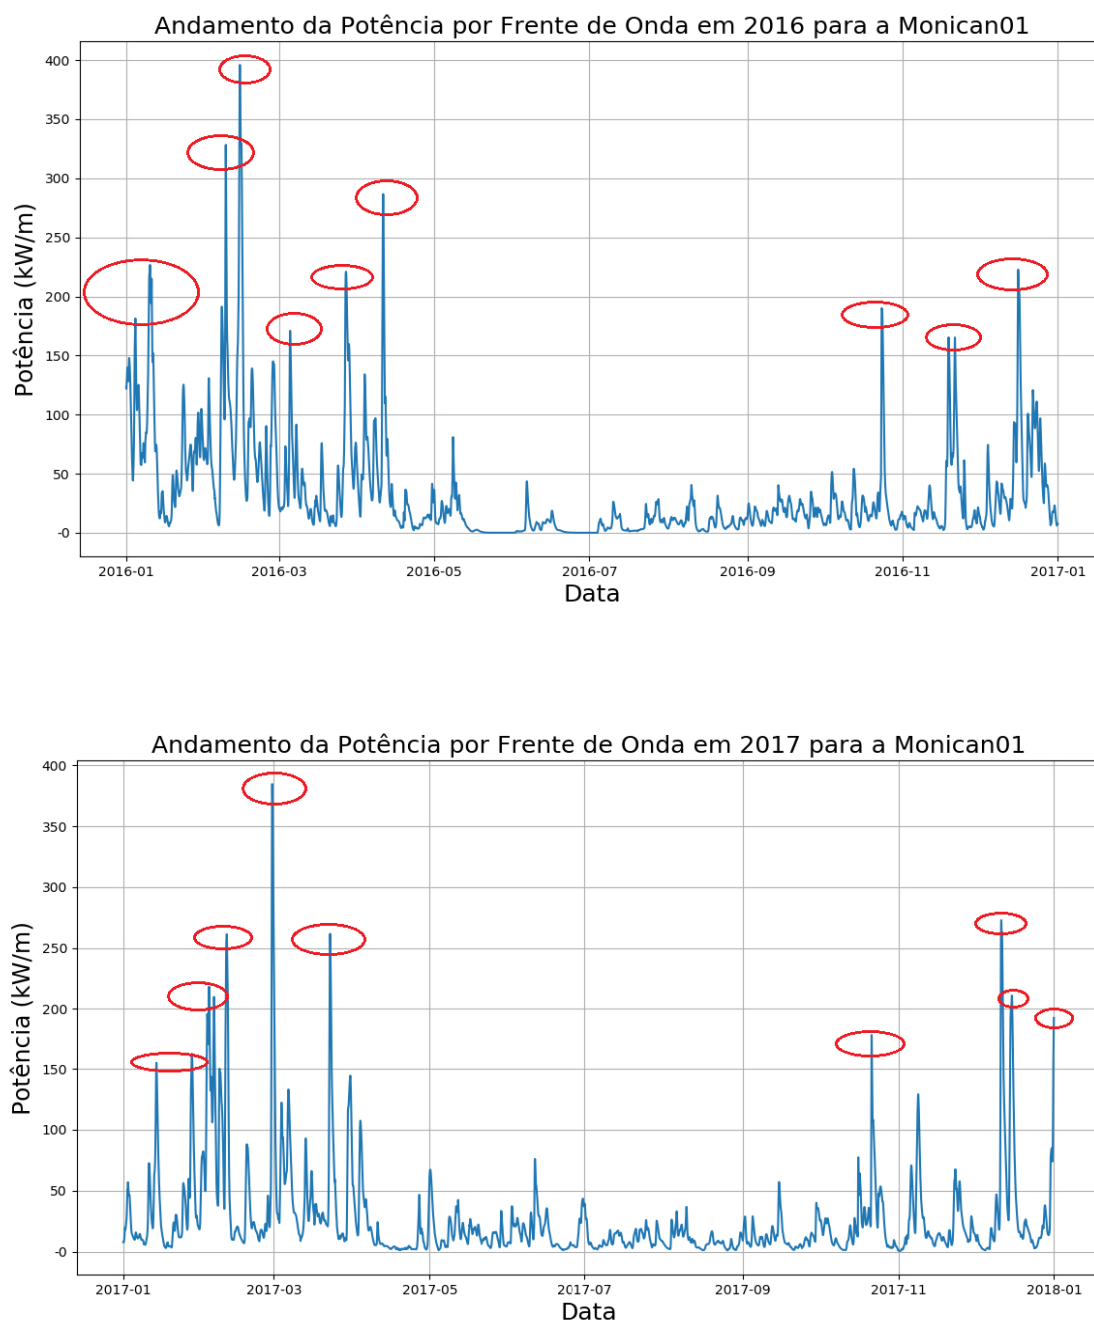 Andamento da Potência por Frente de Onda em 2016 para a Monican01
400
350
300
250
200
150
100
50
-0
Potência (kW/m)
2016-01 2016-03 2016-05 2016-07 2016-09 2016-11 2017-01
Data
Andamento da Potência por Frente de Onda em 2017 para a Monican01
400
350
300
250
200
150
100
50
-0
Potência (kW/m)
2017-01 2017-03 2017-05 2017-07 2017-09 2017-11 2018-01
Data